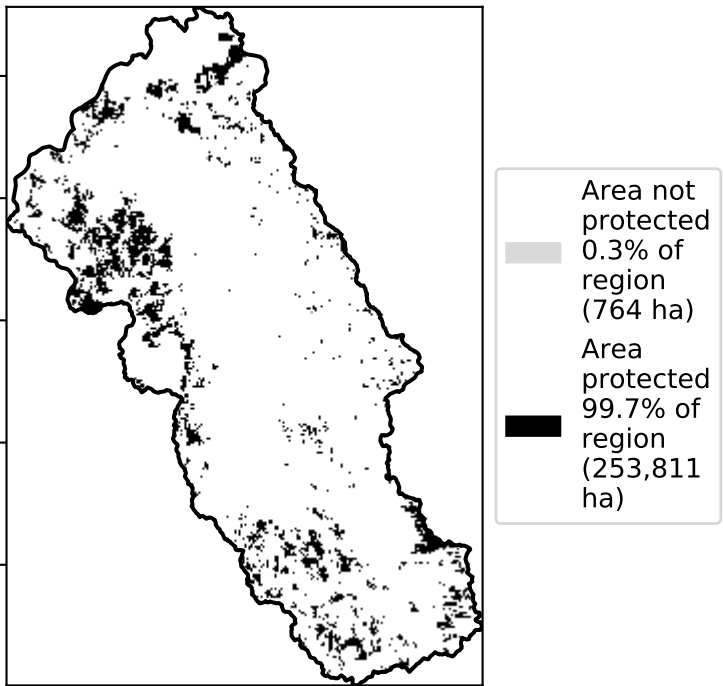 Area not
protected
0.3% of
region
(764 ha)
Area
protected
99.7% of
region
(253,811
ha)